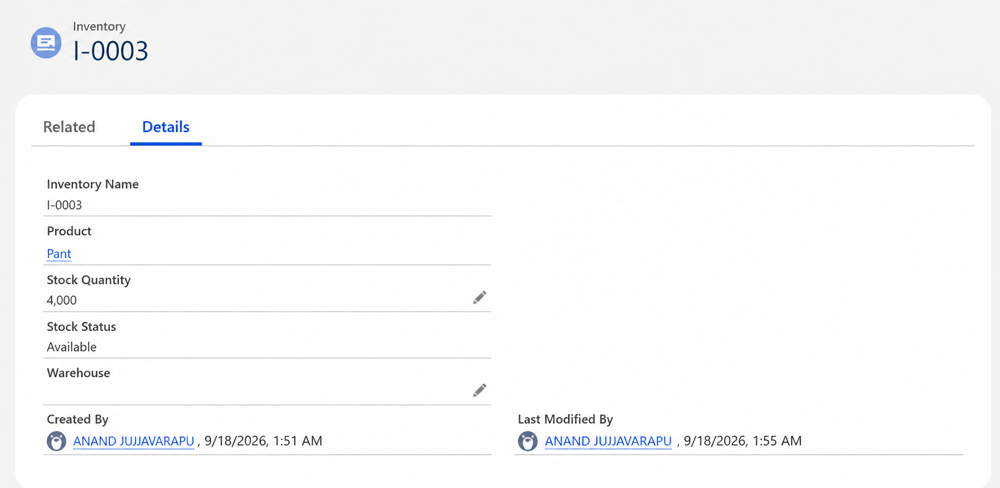 Inventory
I-0003
Related Details
Inventory Name
I-0003
Product
Pant
Stock Quantity
4,000
Stock Status
Available
Warehouse
Created By
ANAND JUJJAVARAPU , 9/18/2026, 1:51 AM
Last Modified By
ANAND JUJJAVARAPU , 9/18/2026, 1:55 AM